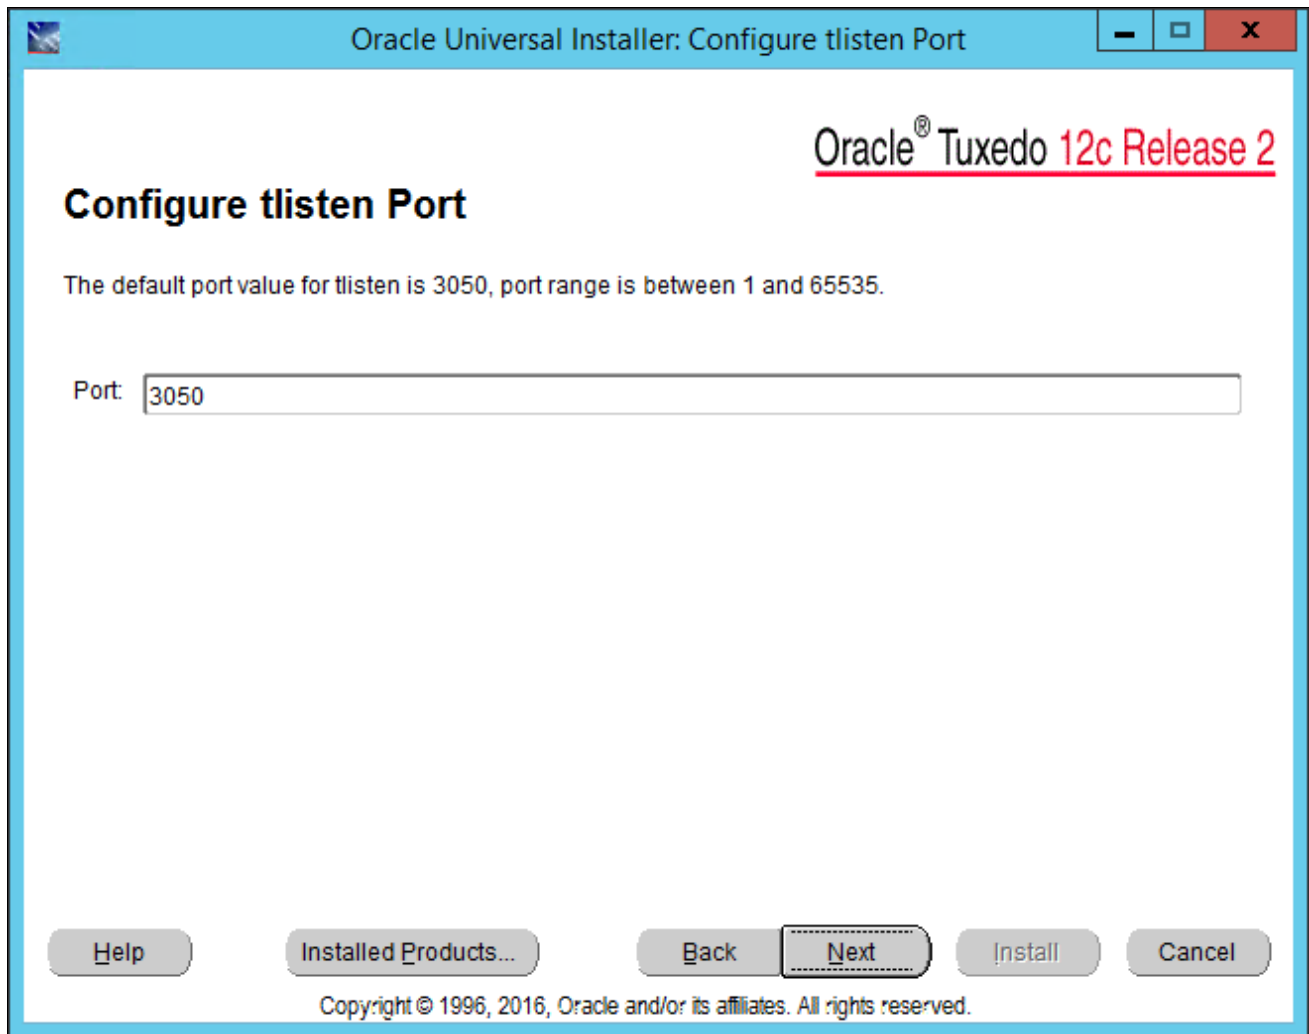 Oracle Universal Installer: Configure tlisten Port
Oracle® Tuxedo 12c Release 2
Configure tlisten Port
The default port value for tlisten is 3050, port range is between 1 and 65535.
Port: 3050
Help Installed Products... Back Next Install Cancel
Copyright © 1996, 2016, Oracle and/or its affiliates. All rights reserved.